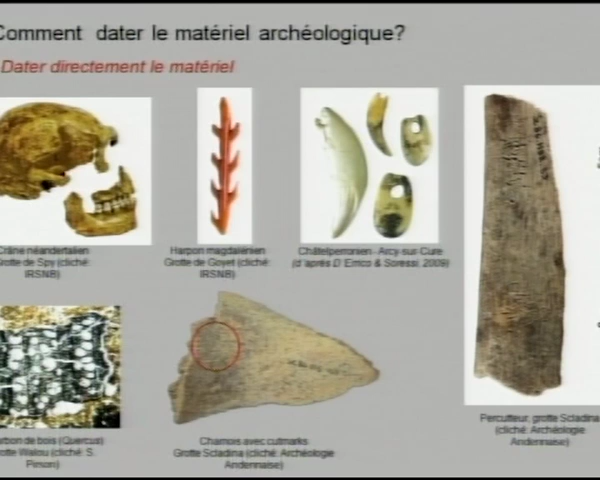 Comment dater le matériel archéologique?
Dater directement le matériel
Crâne néandertalien
Grotte de Spy (cliché:
IRSNB)
Harpon magdalénien
Grotte de Goyet (cliché:
IRSNB)
Châtelperronien - Arcy-sur-Cure
(d'après D'Errico & Soressi, 2009)
Percuteur, grotte Scladina
(cliché: Archéologie
Andennaise)
rbon de bois (Quercus)
otte Walou (cliché: S.
Pirson)
Chamois avec cutmarks
Grotte Scladina (cliché: Archéologie
Andennaise)